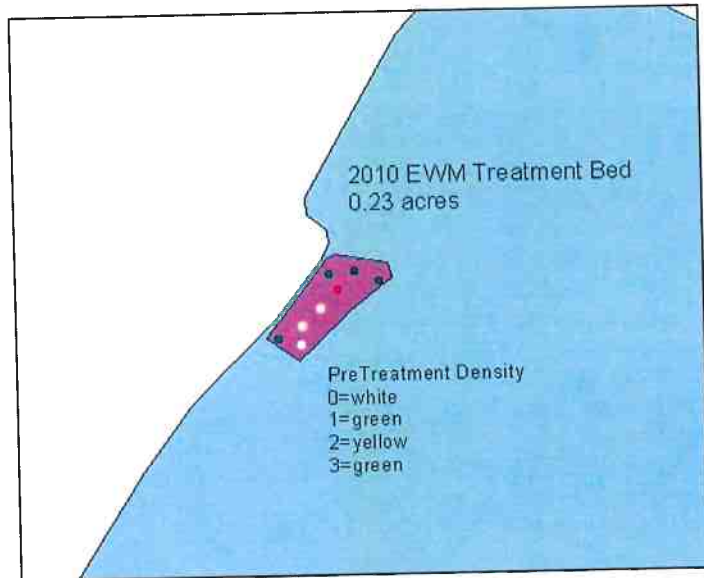 2010 EWM Treatment Bed
0.23 acres
PreTreatment Density
0=white
1=green
2=yellow
3=green